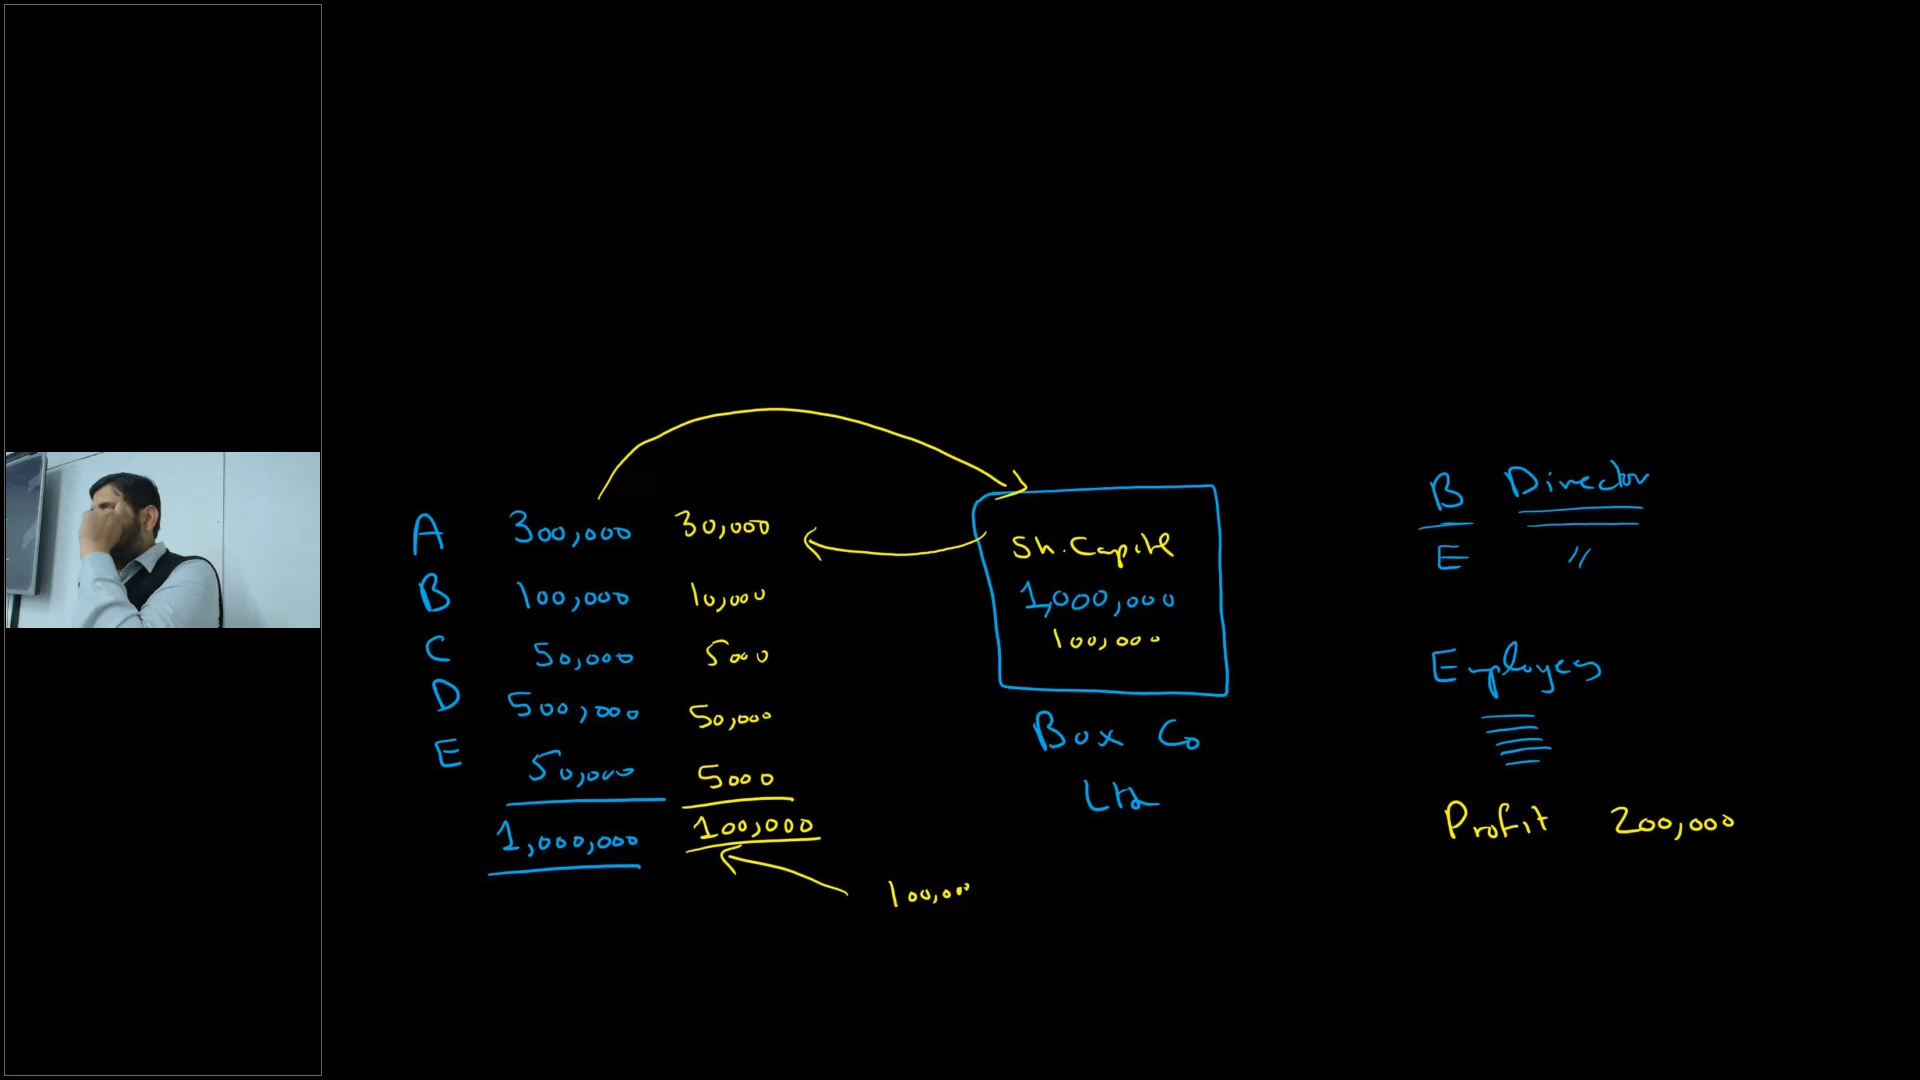 A 300,000 30,000
B 100,000 10,000
C 50,000 5000
D 500,000 50,000
E 50,000 5000
1,000,000 100,000
100,000
Sh. Capital
1,000,000
100,000
Box Co
Ltd
B Director
E "
Employees
Profit 200,000